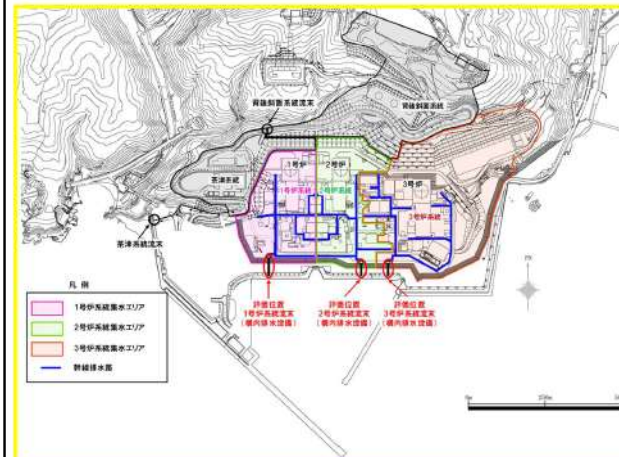 背後斜面系統流末
背後斜面系統
茶津系統
1号炉
2号炉
3号炉
1号炉系統
2号炉系統
3号炉系統
茶津系統流末
評価位置
1号炉系統流末
(構内排水設備)
評価位置
2号炉系統流末
(構内排水設備)
評価位置
3号炉系統流末
(構内排水設備)
凡例
1号炉系統集水エリア
2号炉系統集水エリア
3号炉系統集水エリア
幹線排水路
0m
250m